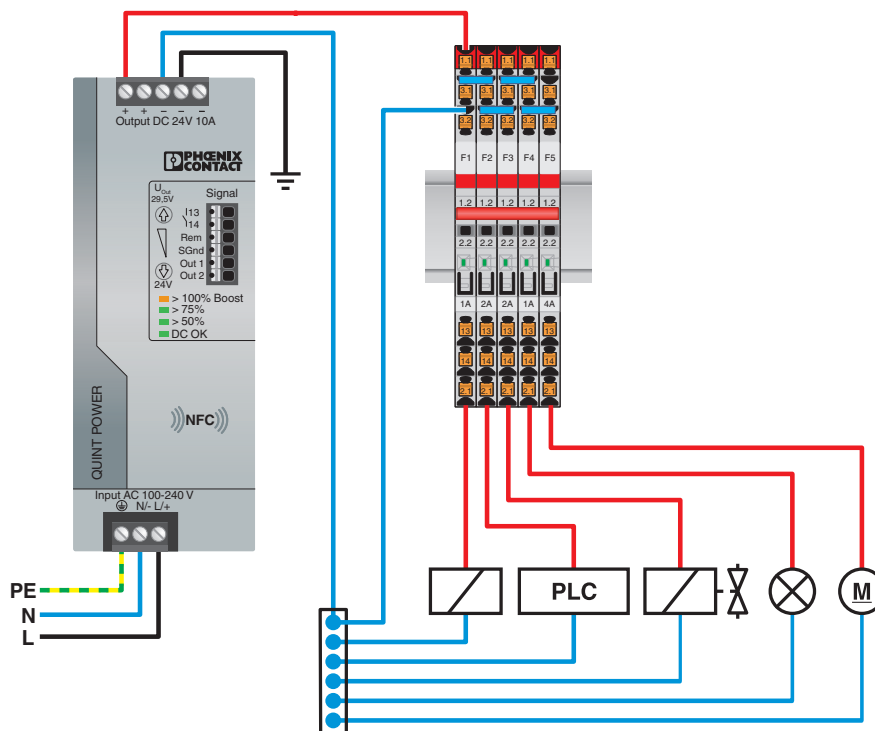 + + − − −
Output DC 24V 10A
PHŒNIX
CONTACT
UOut
29,5V
24V
Signal
13
14
Rem
SGnd
Out 1
Out 2
> 100% Boost
> 75%
> 50%
DC OK
QUINT POWER
NFC
Input AC 100-240 V
N/- L/+
PE
N
L
1.1 1.1 1.1 1.1 1.1
3.1 3.1 3.1 3.1 3.1
3.2 3.2 3.2 3.2 3.2
F1 F2 F3 F4 F5
1.2 1.2 1.2 1.2 1.2
2.2 2.2 2.2 2.2 2.2
1A 2A 2A 1A 4A
13 13 13 13 13
14 14 14 14 14
2.1 2.1 2.1 2.1 2.1
PLC
M